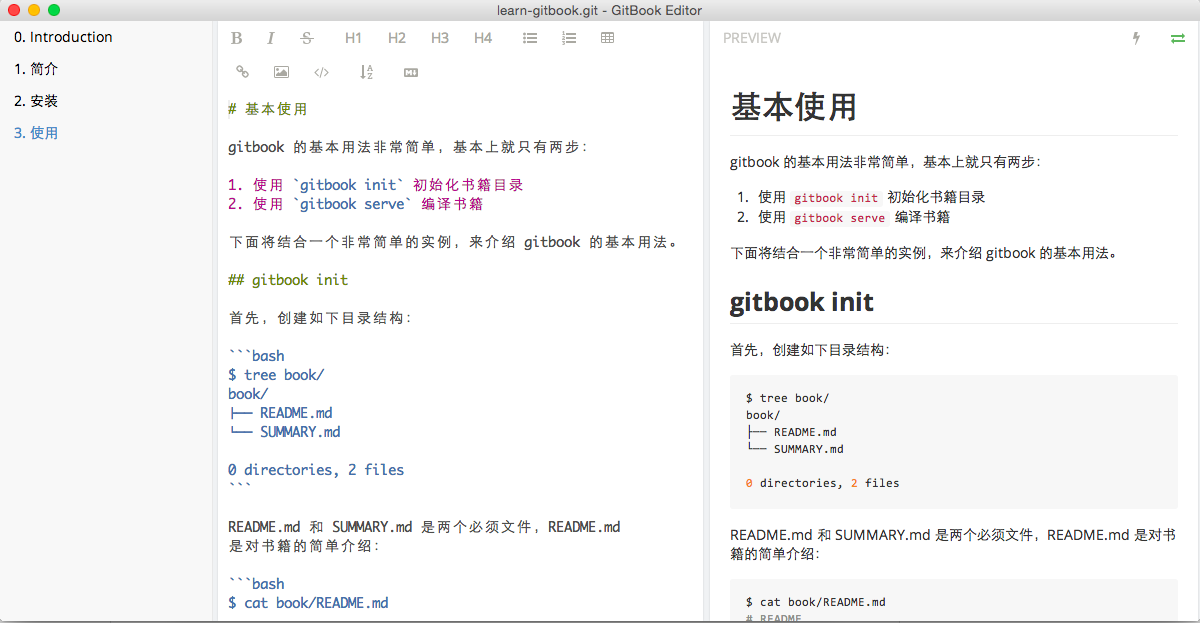 learn-gitbook.git - GitBook Editor
0. Introduction
1. 简介
2. 安装
3. 使用
B I S H1 H2 H3 H4
# 基本使用
gitbook 的基本用法非常简单，基本上就只有两步：
1. 使用 `gitbook init` 初始化书籍目录
2. 使用 `gitbook serve` 编译书籍
下面将结合一个非常简单的实例，来介绍 gitbook 的基本用法。
## gitbook init
首先，创建如下目录结构：
```bash
$ tree book/
book/
├── README.md
└── SUMMARY.md
0 directories, 2 files
```
README.md 和 SUMMARY.md 是两个必须文件，README.md
是对书籍的简单介绍：
```bash
$ cat book/README.md
PREVIEW
基本使用
gitbook 的基本用法非常简单，基本上就只有两步：
1. 使用 gitbook init 初始化书籍目录
2. 使用 gitbook serve 编译书籍
下面将结合一个非常简单的实例，来介绍 gitbook 的基本用法。
gitbook init
首先，创建如下目录结构：
$ tree book/
book/
├── README.md
└── SUMMARY.md
0 directories, 2 files
README.md 和 SUMMARY.md 是两个必须文件，README.md 是对书
籍的简单介绍：
$ cat book/README.md
# README